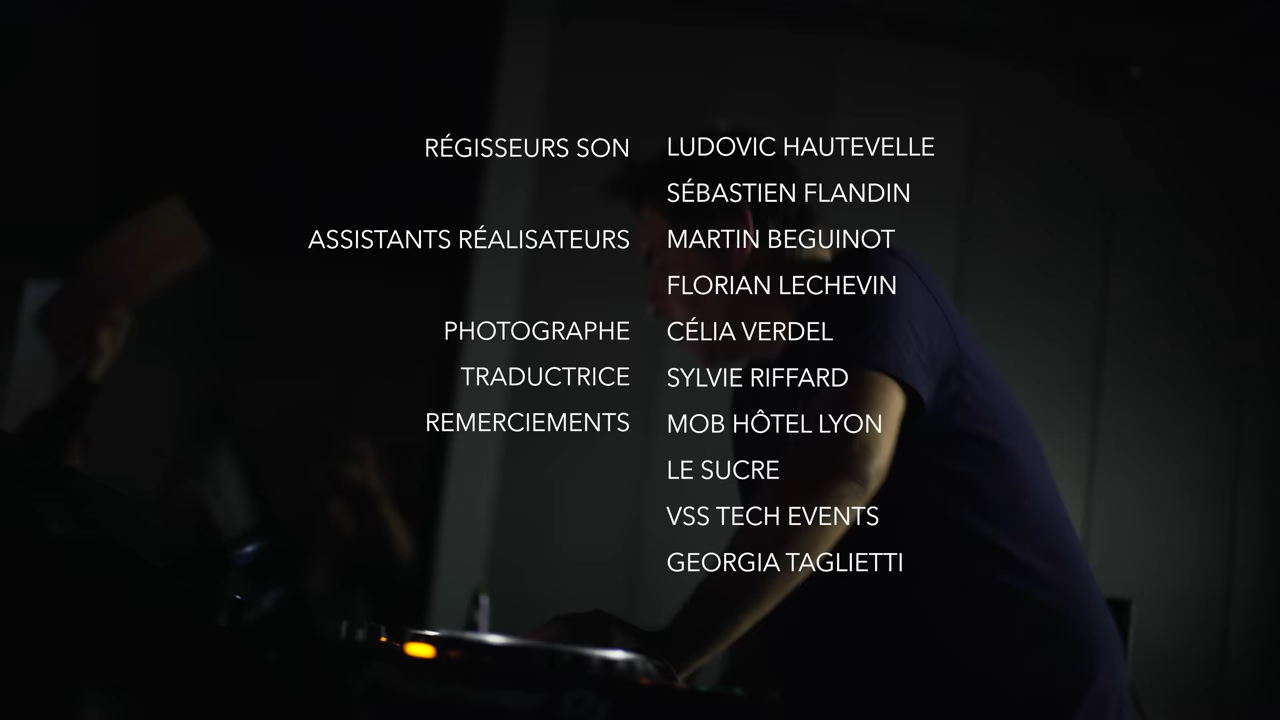 RÉGISSEURS SON LUDOVIC HAUTEVELLE
SÉBASTIEN FLANDIN
ASSISTANTS RÉALISATEURS MARTIN BEGUINOT
FLORIAN LECHEVIN
PHOTOGRAPHE CÉLIA VERDEL
TRADUCTRICE SYLVIE RIFFARD
REMERCIEMENTS MOB HÔTEL LYON
LE SUCRE
VSS TECH EVENTS
GEORGIA TAGLIETTI